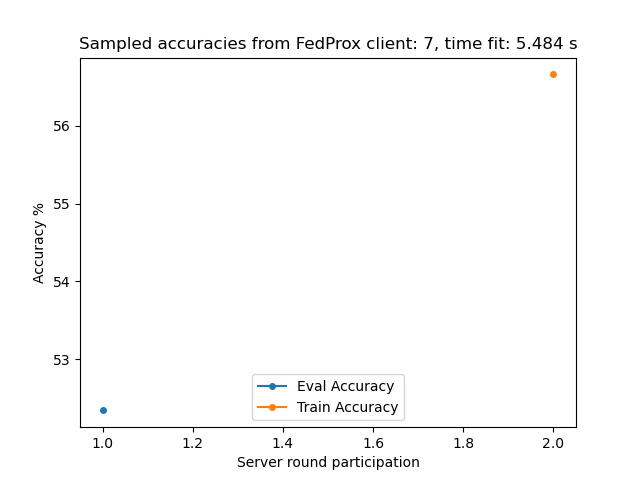 Sampled accuracies from FedProx client: 7, time fit: 5.484 s
Accuracy %
56
55
54
53
Eval Accuracy
Train Accuracy
1.0 1.2 1.4 1.6 1.8 2.0
Server round participation